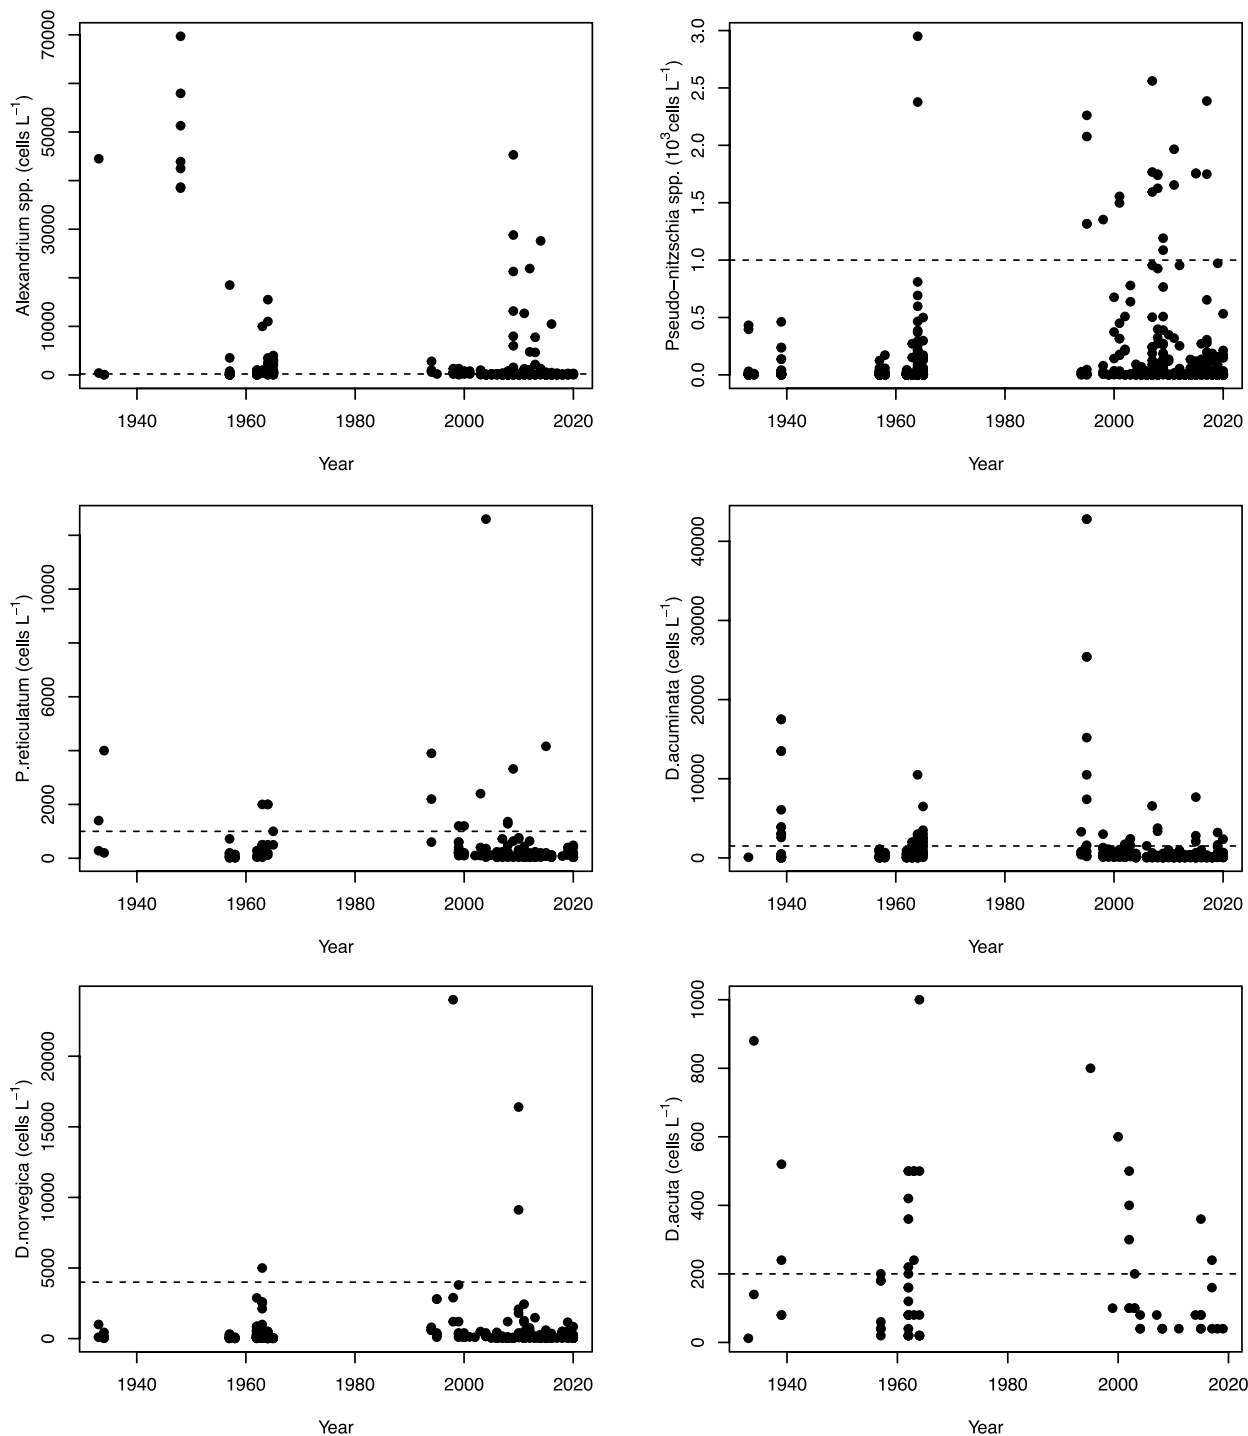 Alexandrium spp. (cells L⁻¹)
70000
50000
30000
10000
0
1940 1960 1980 2000 2020
Year
Pseudo−nitzschia spp. (10³cells L⁻¹)
3.0
2.5
2.0
1.5
1.0
0.5
0.0
1940 1960 1980 2000 2020
Year
P.reticulatum (cells L⁻¹)
10000
6000
2000
0
1940 1960 1980 2000 2020
Year
D.acuminata (cells L⁻¹)
40000
30000
20000
10000
0
1940 1960 1980 2000 2020
Year
D.norvegica (cells L⁻¹)
20000
15000
10000
5000
0
1940 1960 1980 2000 2020
Year
D.acuta (cells L⁻¹)
1000
800
600
400
200
0
1940 1960 1980 2000 2020
Year